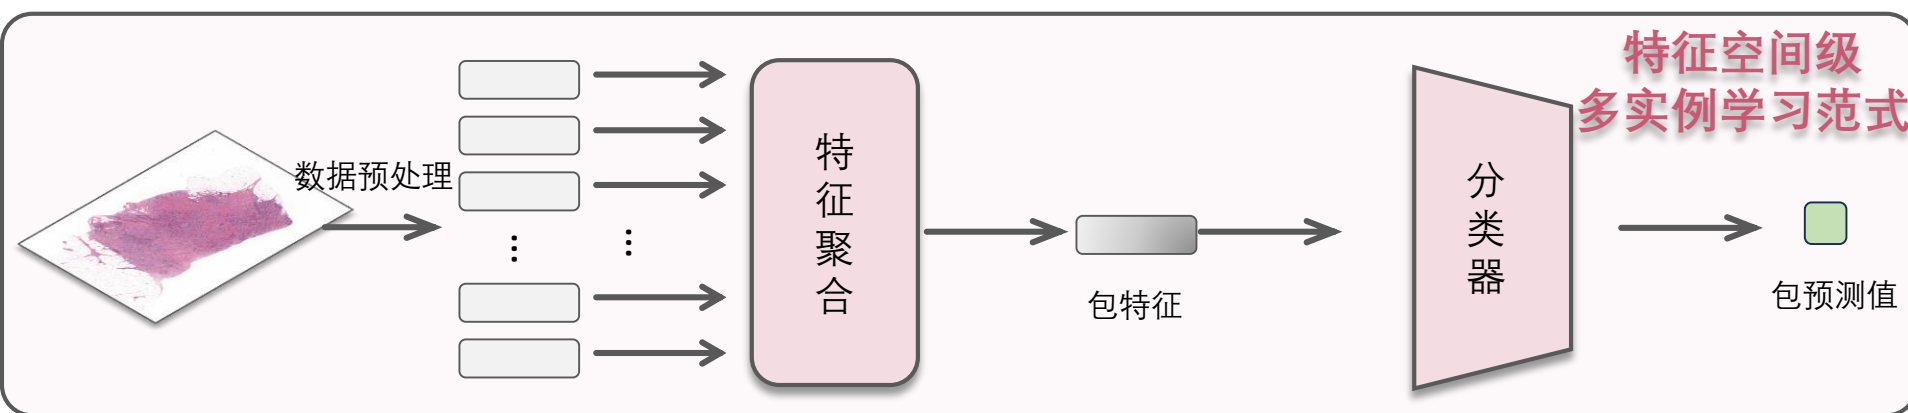 特征空间级
多实例学习范式
数据预处理
特征聚合
包特征
分类器
包预测值